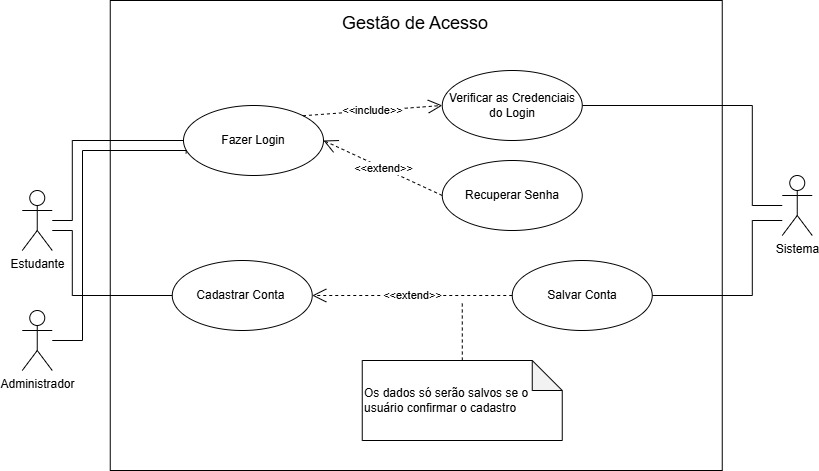 Gestão de Acesso
Verificar as Credenciais
do Login
<<include>>
Fazer Login
<<extend>>
Recuperar Senha
Estudante
Sistema
Cadastrar Conta
<<extend>>
Salvar Conta
Administrador
Os dados só serão salvos se o
usuário confirmar o cadastro